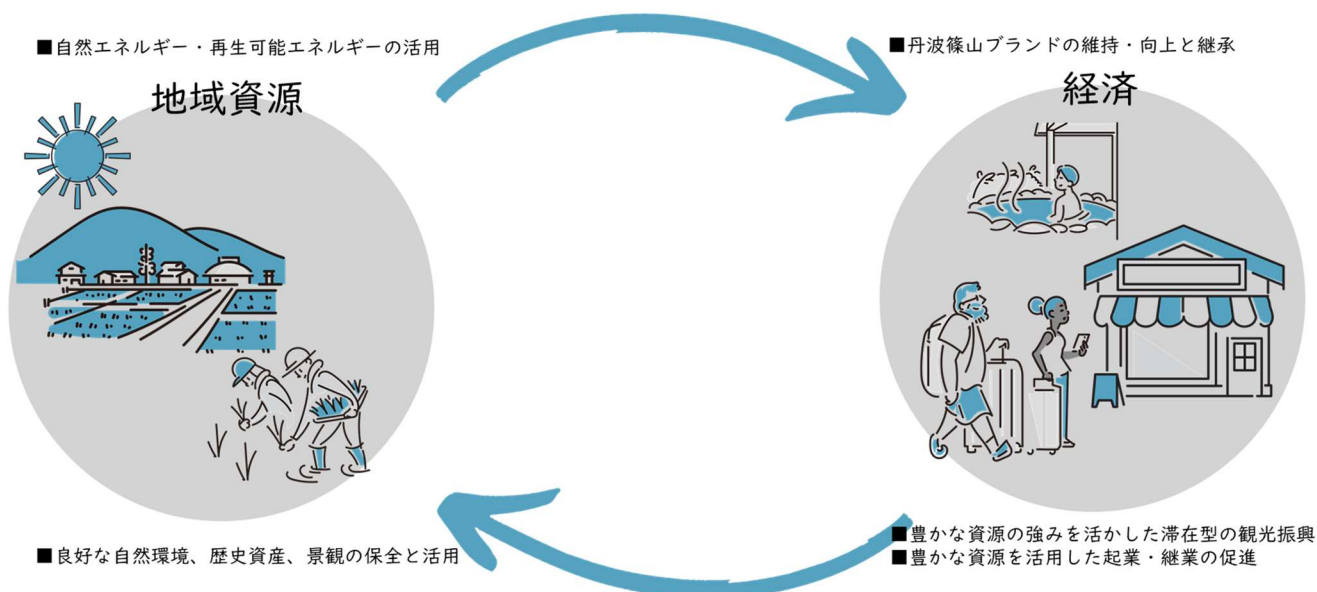 ■自然エネルギー・再生可能エネルギーの活用
地域資源
■良好な自然環境、歴史資産、景観の保全と活用
■丹波篠山ブランドの維持・向上と継承
経済
■豊かな資源の強みを活かした滞在型の観光振興
■豊かな資源を活用した起業・継業の促進